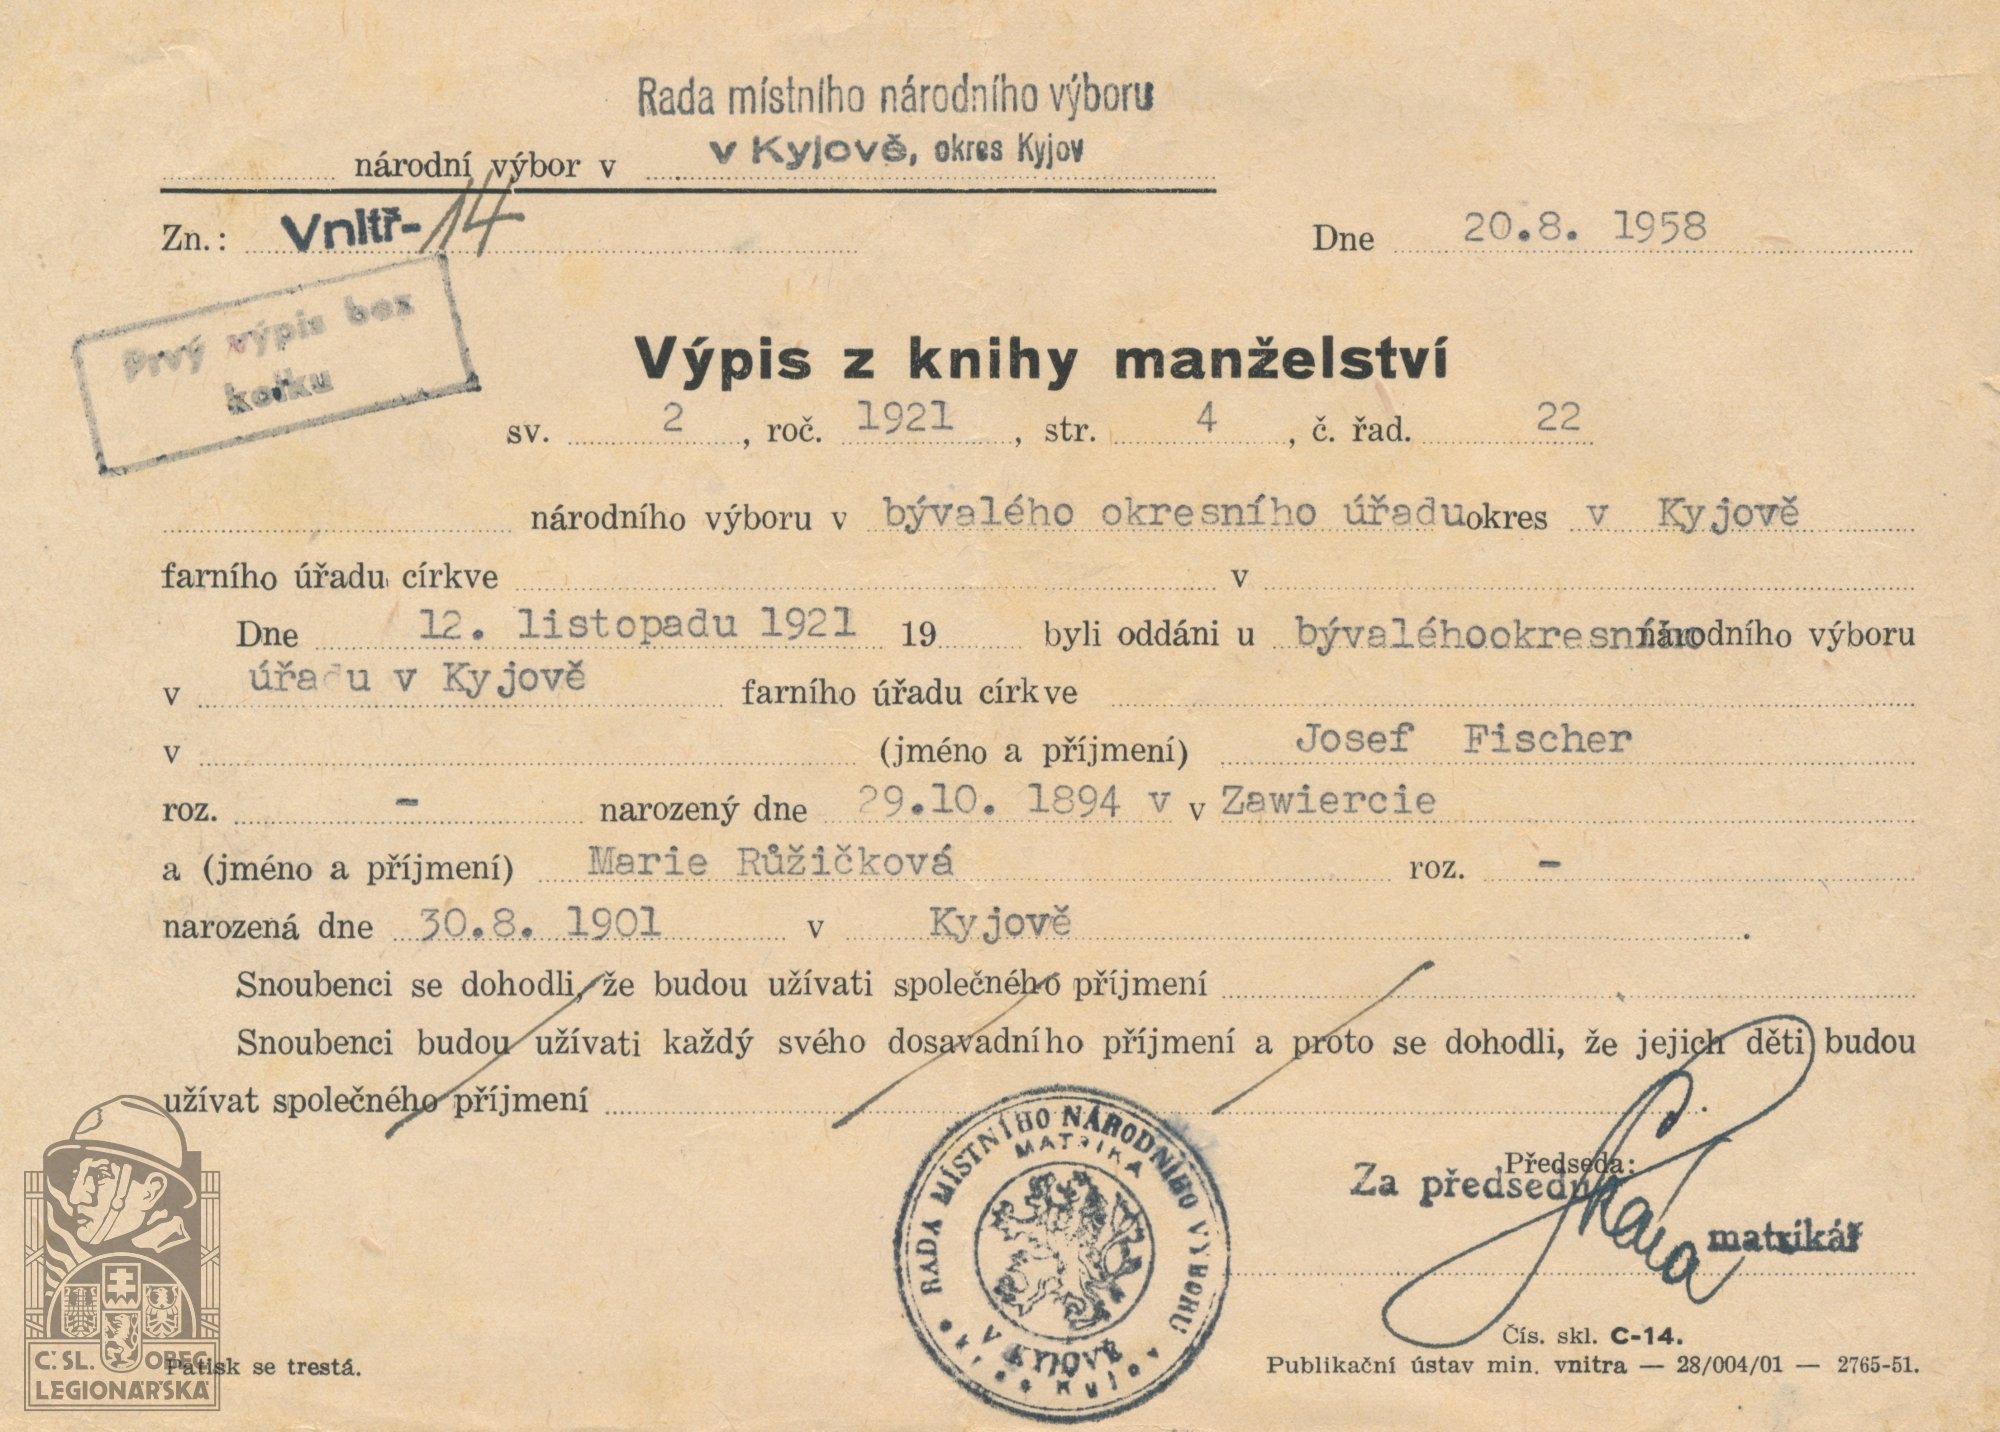 Rada místního národního výboru
národní výbor v v Kyjově, okres Kyjov
Zn.: Vnitř-14 Dne 20.8. 1958
Prvý výpis bez
kolku
Výpis z knihy manželství
sv. 2, roč. 1921, str. 4, č. řad. 22
národního výboru v bývalého okresního úřadu okres v Kyjově
farního úřadu církve v
Dne 12. listopadu 1921 19 byli oddáni u bývaléhookresního národního výboru
v úřadu v Kyjově farního úřadu církve
v (jméno a příjmení) Josef Fischer
roz. - narozený dne 29.10. 1894 v v Zawiercie
a (jméno a příjmení) Marie Růžičková roz. -
narozená dne 30.8. 1901 v Kyjově.
Snoubenci se dohodli, že budou užívati společného příjmení
Snoubenci budou užívati každý svého dosavadního příjmení a proto se dohodli, že jejich děti budou
užívat společného příjmení .
RADA MÍSTNÍHO NÁRODNÍHO VÝBORU
MATRIKA
V KYJOVĚ
okres Kyjov
Předseda:
Za předsedu
matrikář
Čís. skl. C-14.
Publikační ústav min. vnitra — 28/004/01 — 2765-51.
Patisk se trestá.
Č. SL. OBEC
LEGIONÁŘSKÁ